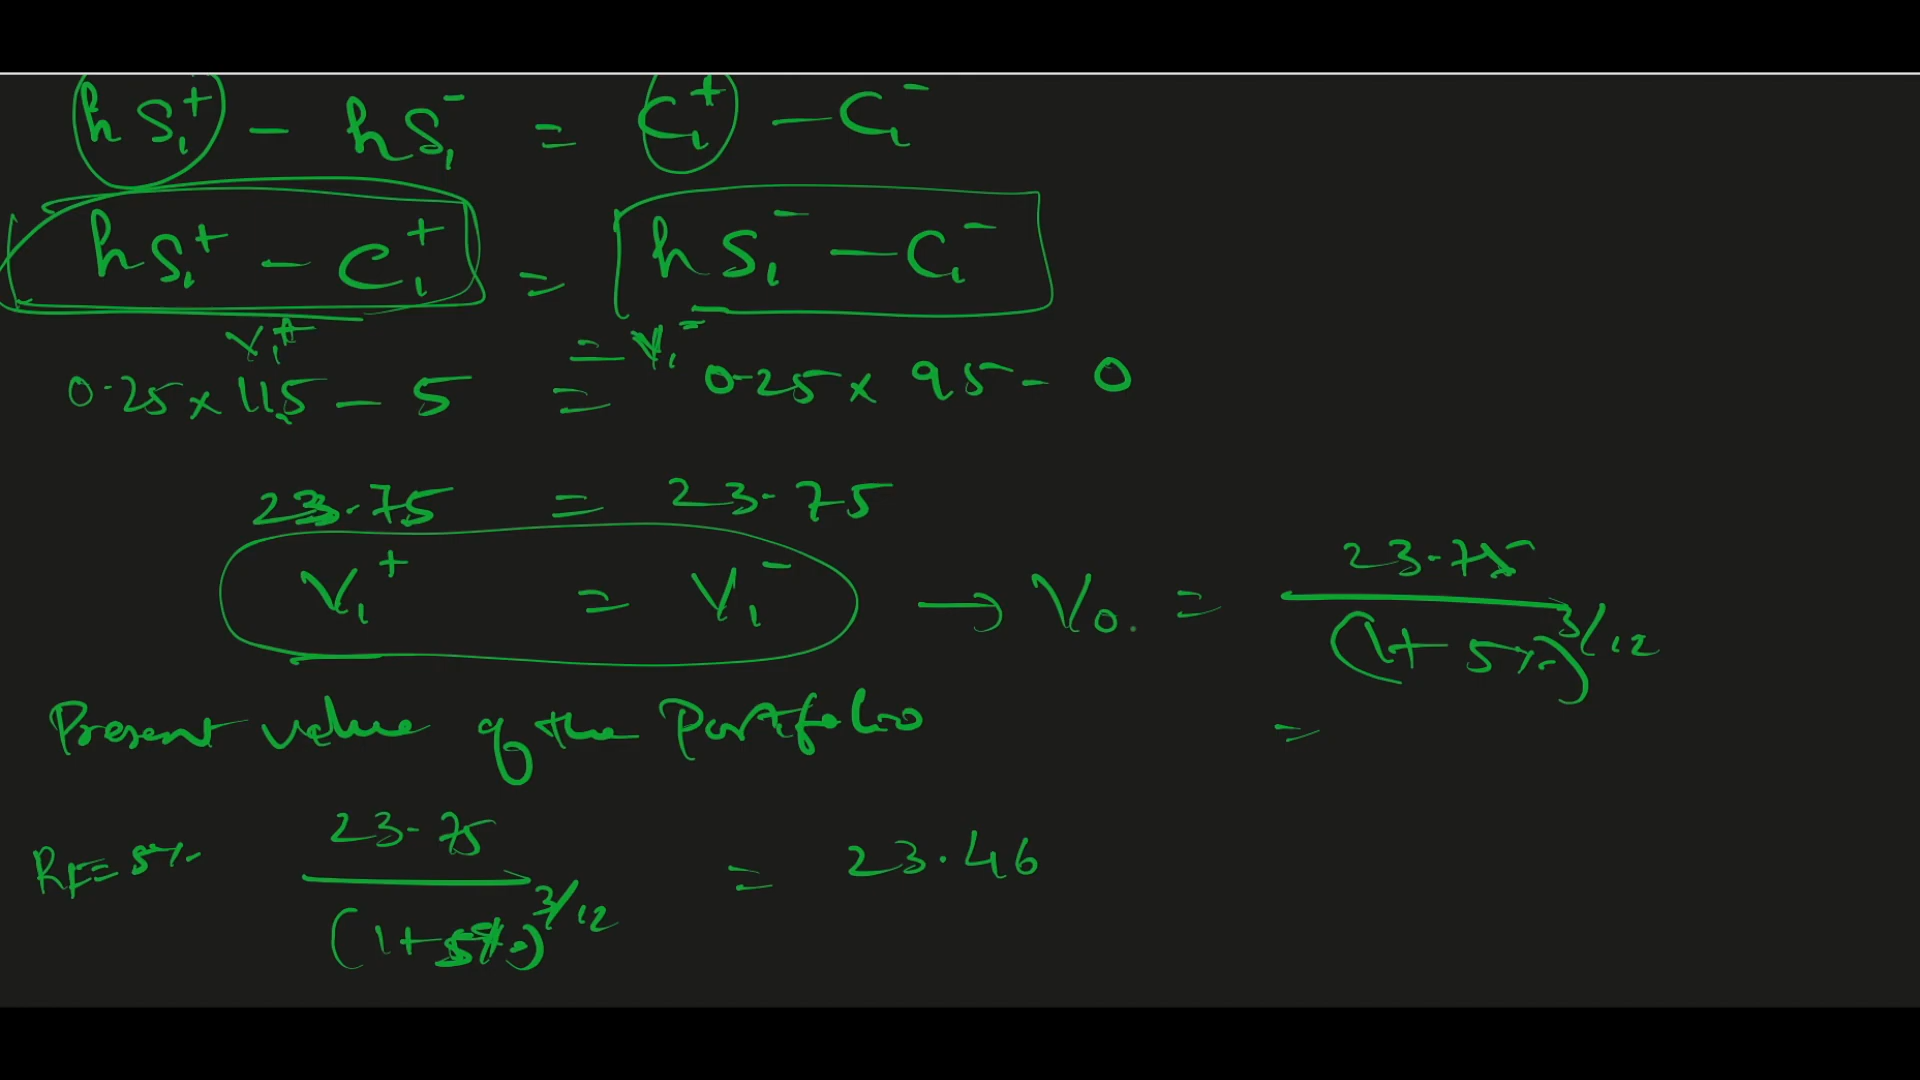 hS₁⁺ - hS₁⁻ = C₁⁺ - C₁⁻
hS₁⁺ - C₁⁺ = hS₁⁻ - C₁⁻
V₁⁺ = V₁⁻
0.25 × 115 - 5 = 0.25 × 95 - 0
23.75 = 23.75
V₁⁺ = V₁⁻ → V₀ = 23.75 / (1 + 5%)^3/12
Present value of the Portfolio =
RF = 5% 23.75 / (1 + 5%)^3/12 = 23.46